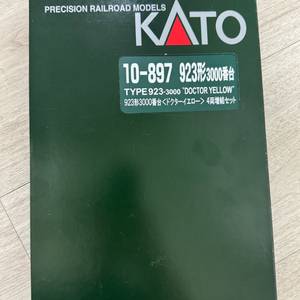 PRECISION RAILROAD MODELS
KATO
10-897 923形3000番台
TYPE 923-3000 "DOCTOR YELLOW"
923形3000番台〈ドクターイエロー〉4両増結セット